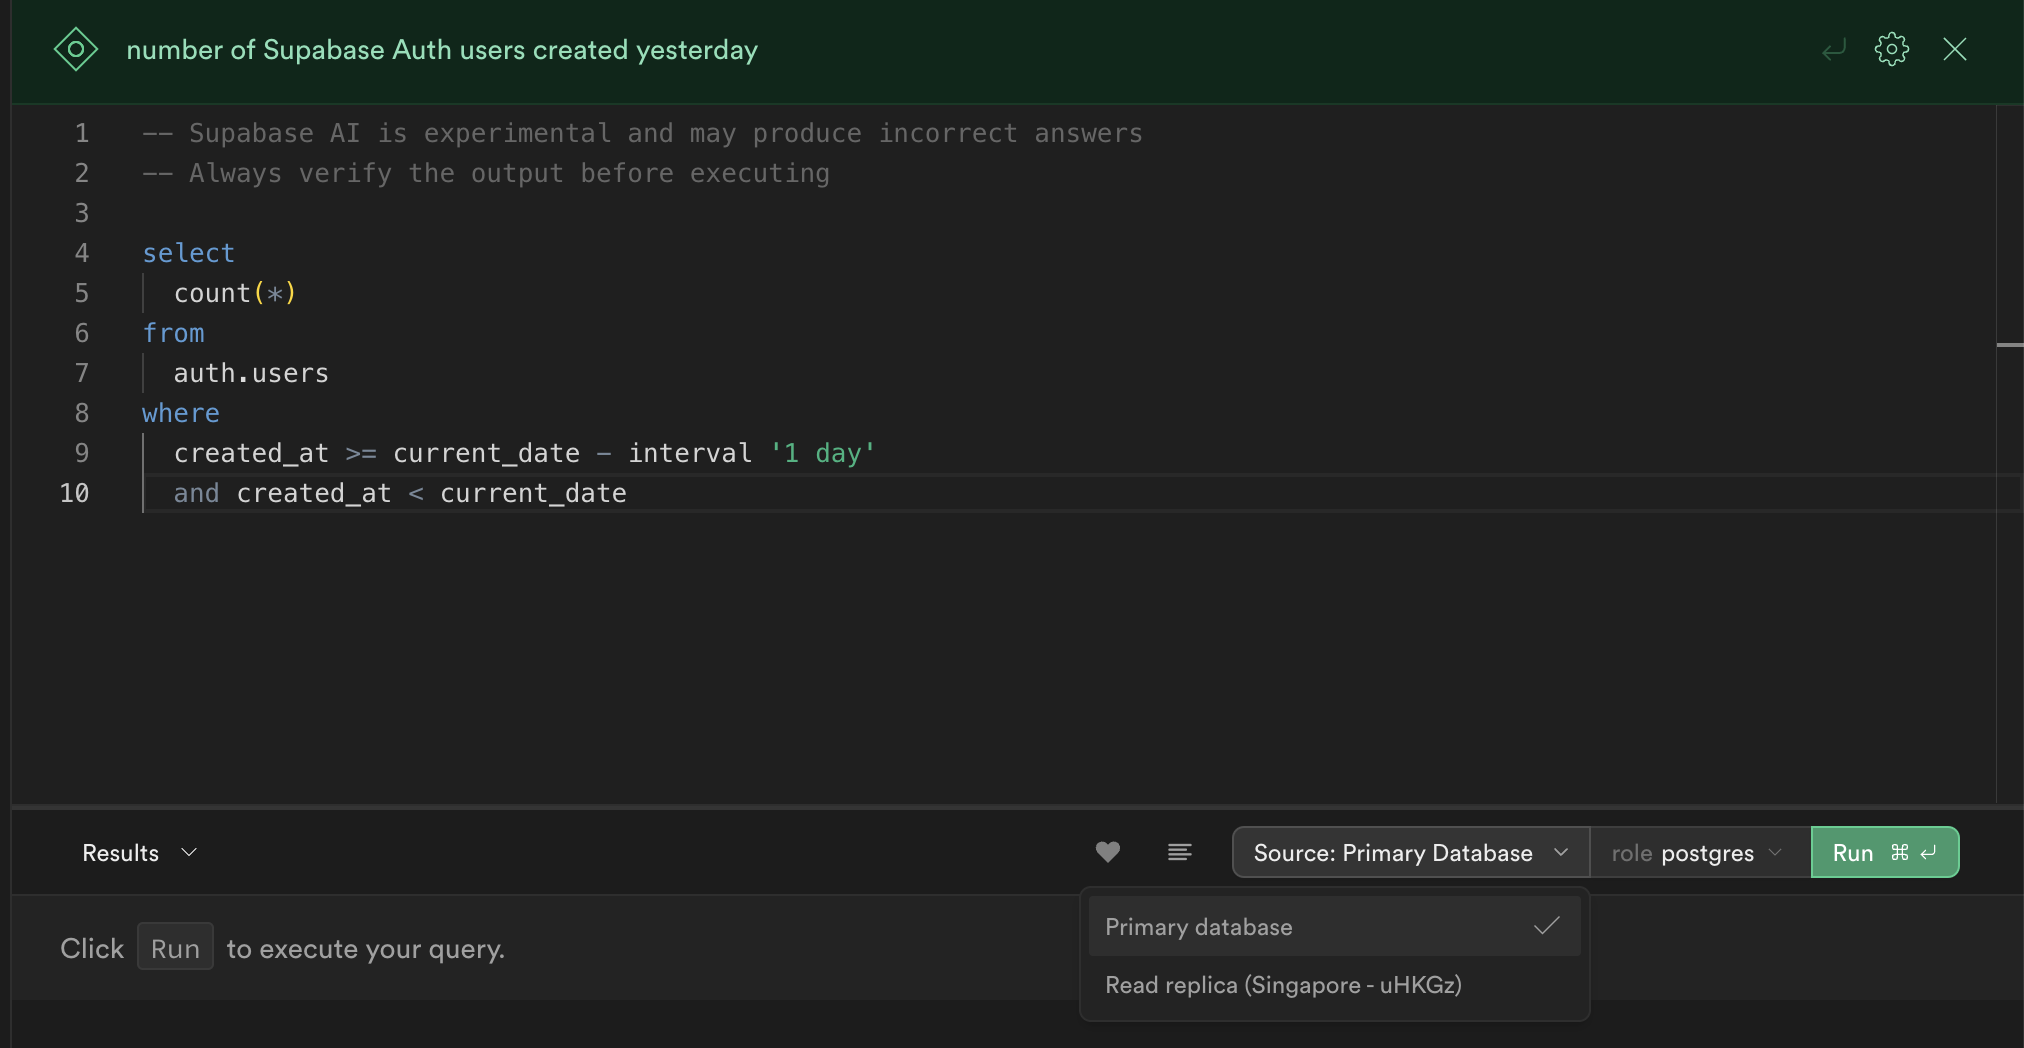 number of Supabase Auth users created yesterday
1 -- Supabase AI is experimental and may produce incorrect answers
2 -- Always verify the output before executing
3
4 select
5 count(*)
6 from
7 auth.users
8 where
9 created_at >= current_date - interval '1 day'
10 and created_at < current_date
Results Source: Primary Database role postgres Run ⌘ ↵
Primary database
Click Run to execute your query.
Read replica (Singapore - uHKGz)